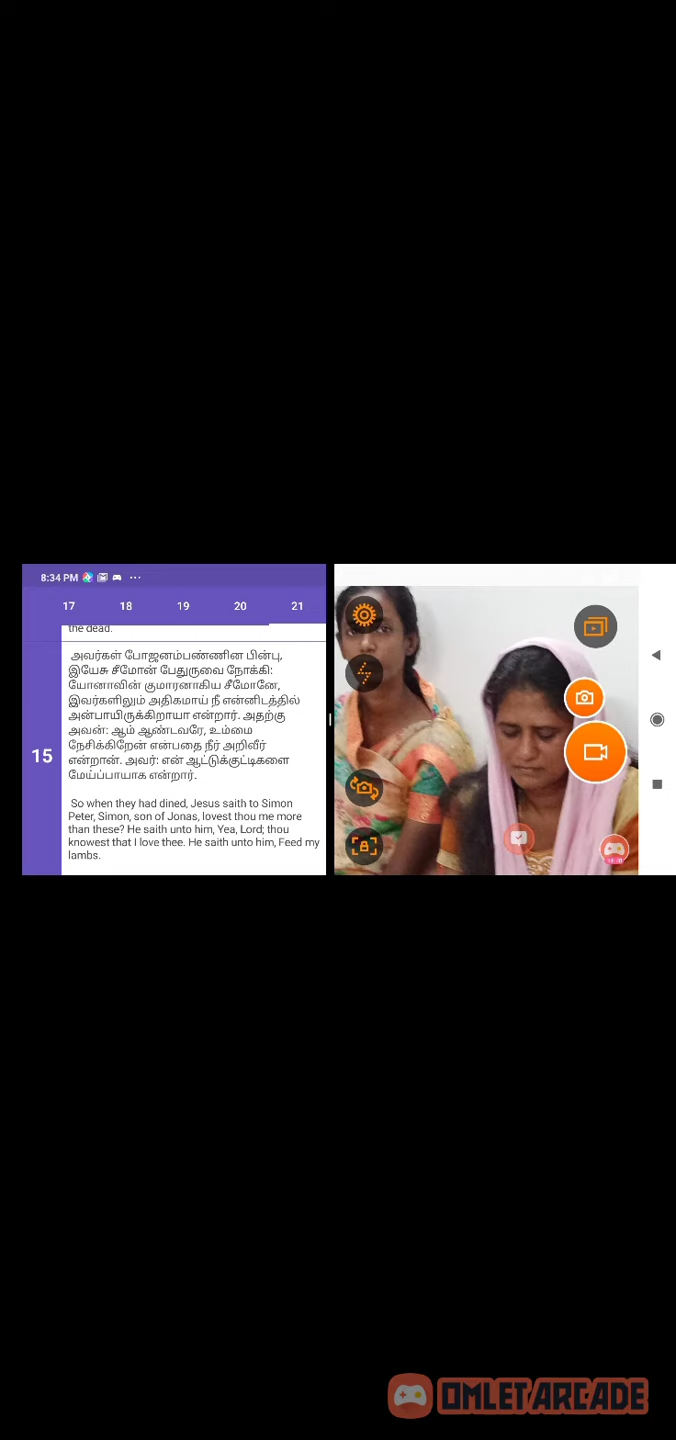 8:34 PM
17 18 19 20 21
the dead.
அவர்கள் போஜனம்பண்ணின பின்பு,
இயேசு சீமோன் பேதுருவை நோக்கி:
யோனாவின் குமாரனாகிய சீமோனே,
இவர்களிலும் அதிகமாய் நீ என்னிடத்தில்
அன்பாயிருக்கிறாயா என்றார். அதற்கு
அவன்: ஆம் ஆண்டவரே, உம்மை
நேசிக்கிறேன் என்பதை நீர் அறிவீர்
என்றான். அவர்: என் ஆட்டுக்குட்டிகளை
மேய்ப்பாயாக என்றார்.
15
So when they had dined, Jesus saith to Simon
Peter, Simon, son of Jonas, lovest thou me more
than these? He saith unto him, Yea, Lord; thou
knowest that I love thee. He saith unto him, Feed my
lambs.
OMLET ARCADE